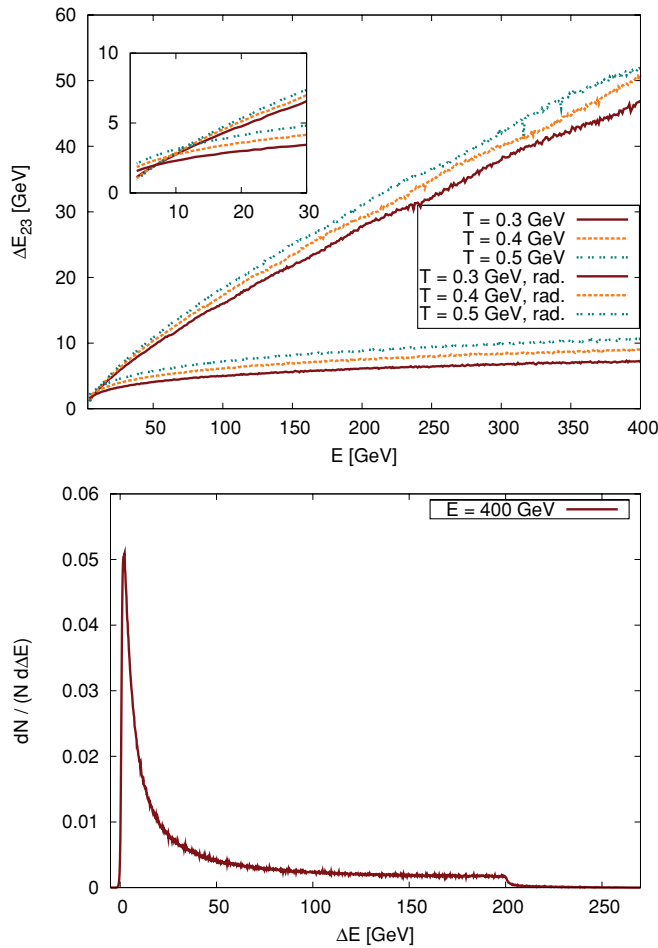 60
50
40
30
20
10
0
ΔE23 [GeV]
10
5
0
10 20 30
T = 0.3 GeV
T = 0.4 GeV
T = 0.5 GeV
T = 0.3 GeV, rad.
T = 0.4 GeV, rad.
T = 0.5 GeV, rad.
50 100 150 200 250 300 350 400
E [GeV]
0.06
0.05
0.04
0.03
0.02
0.01
0
dN / (N dΔE)
E = 400 GeV
0 50 100 150 200 250
ΔE [GeV]